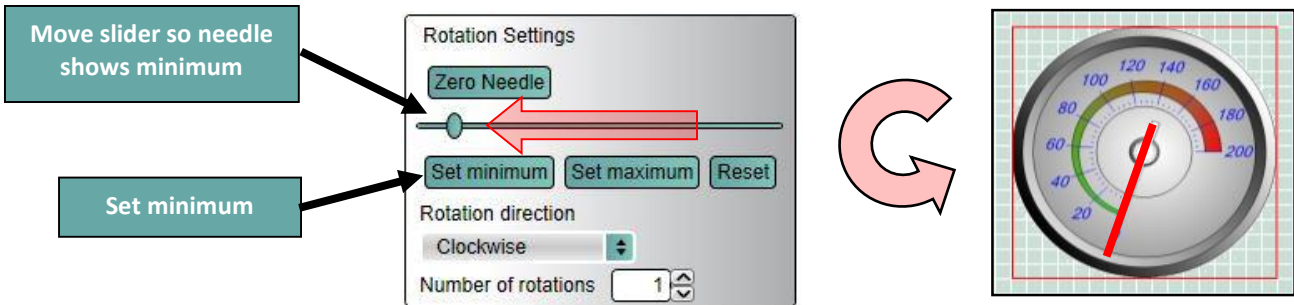 Move slider so needle
shows minimum
Set minimum
Rotation Settings
Zero Needle
Set minimum Set maximum Reset
Rotation direction
Clockwise
Number of rotations 1
20
40
60
80
100
120
140
160
180
200